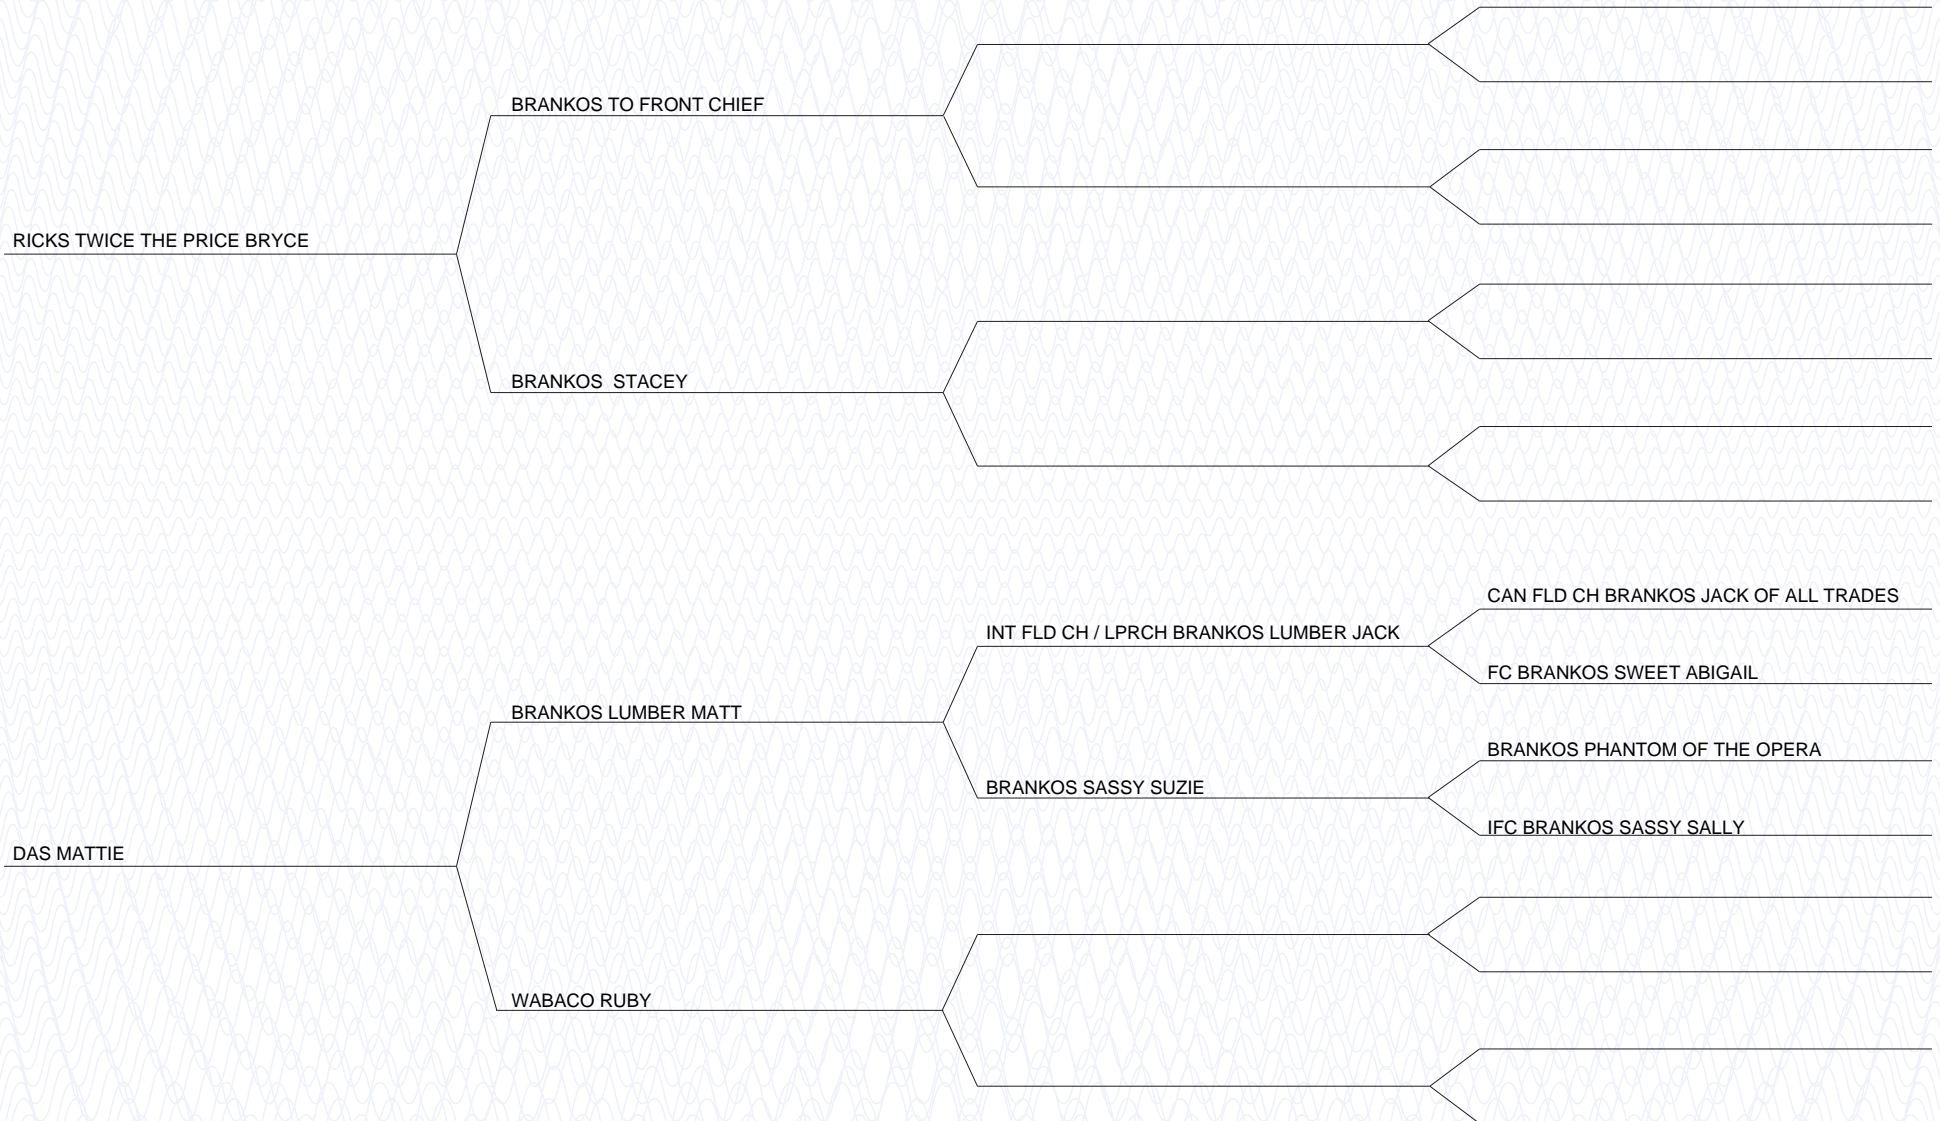 BRANKOS TO FRONT CHIEF
RICKS TWICE THE PRICE BRYCE
BRANKOS  STACEY
CAN FLD CH BRANKOS JACK OF ALL TRADES
INT FLD CH / LPRCH BRANKOS LUMBER JACK
FC BRANKOS SWEET ABIGAIL
BRANKOS LUMBER MATT
BRANKOS PHANTOM OF THE OPERA
BRANKOS SASSY SUZIE
IFC BRANKOS SASSY SALLY
DAS MATTIE
WABACO RUBY